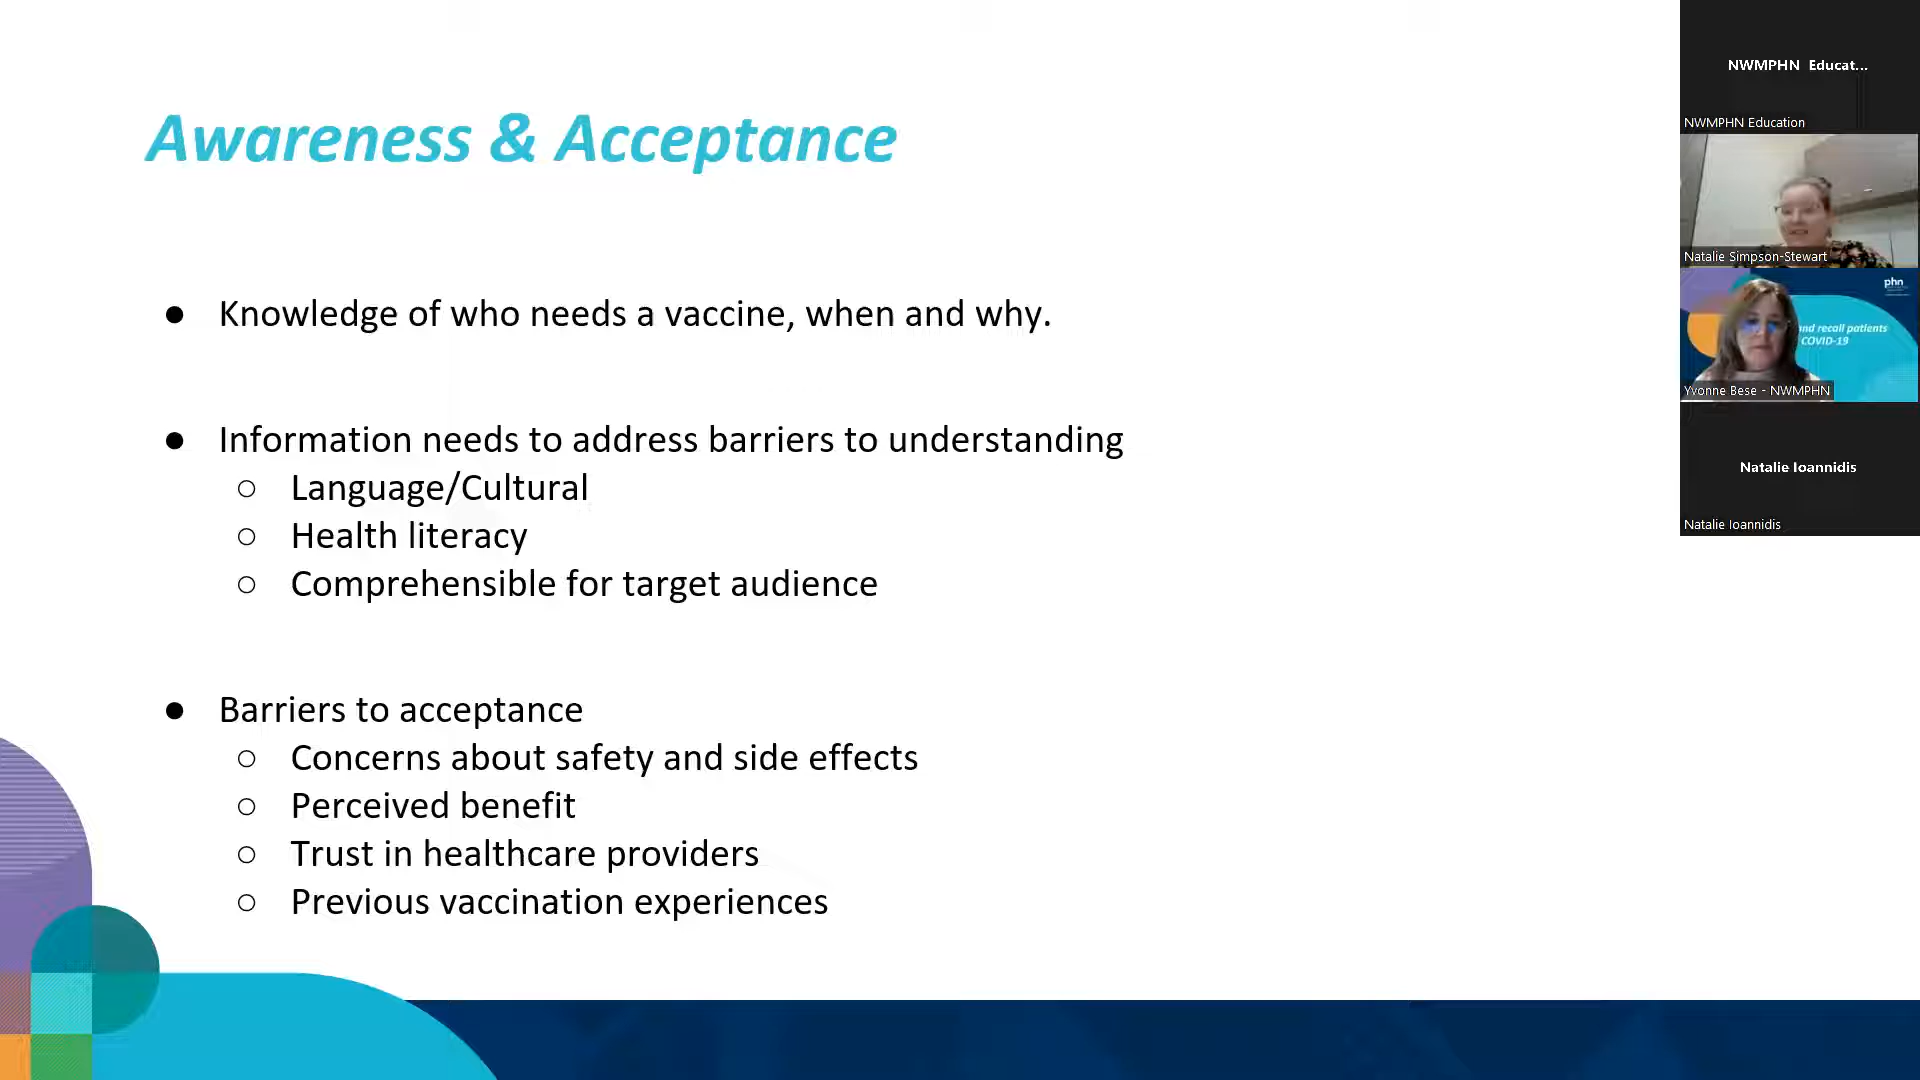 Awareness & Acceptance
● Knowledge of who needs a vaccine, when and why.
● Information needs to address barriers to understanding
○ Language/Cultural
○ Health literacy
○ Comprehensible for target audience
● Barriers to acceptance
○ Concerns about safety and side effects
○ Perceived benefit
○ Trust in healthcare providers
○ Previous vaccination experiences
NWMPHN Educat...
NWMPHN Education
Natalie Simpson-Stewart
phn
and recall patients
COVID-19
Yvonne Bese - NWMPHN
Natalie Ioannidis
Natalie Ioannidis